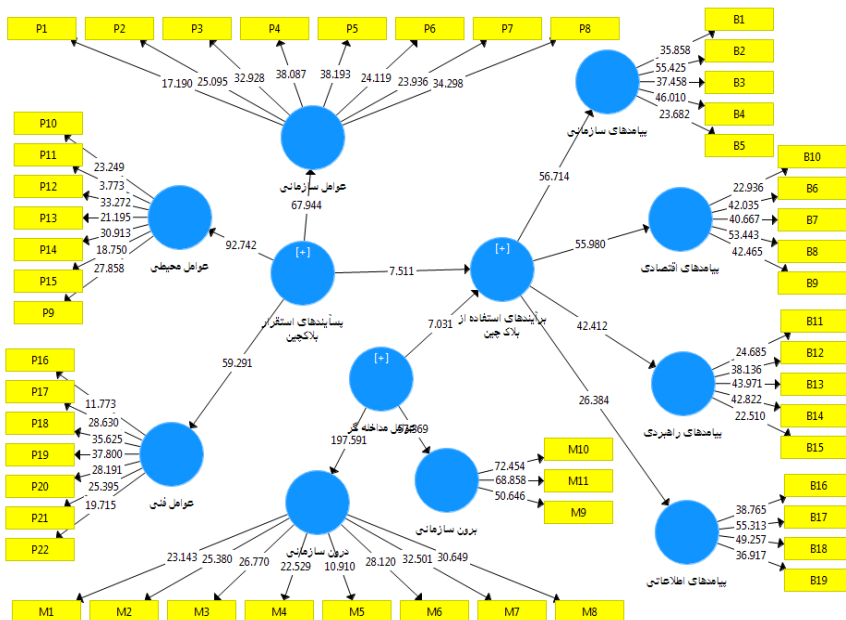 P1 P2 P3 P4 P5 P6 P7 P8
17.190 25.095 32.928 38.087 38.193 24.119 23.936 34.298
عوامل سازمانی
67.944
P10
P11
P12
P13
P14
P15
P9
23.249
3.773
33.272
21.195
30.913
18.750
27.858
عوامل محیطی
92.742
[+]
پسآیندهای استقرار
بلاکچین
7.511
59.291
P16
P17
P18
P19
P20
P21
P22
11.773
28.630
35.625
37.800
28.191
25.395
19.715
عوامل فنی
[+]
مداخله گر
7.031
197.591
درون سازمانی
23.143 25.380 26.770 22.529 10.910 28.120 32.501 30.649
M1 M2 M3 M4 M5 M6 M7 M8
برون سازمانی
72.454
68.858
50.646
M10
M11
M9
[+]
برآیندهای استفاده از
بلاک چین
56.714
55.980
42.412
26.384
پیامدهای سازمانی
35.858
55.425
37.458
46.010
23.682
B1
B2
B3
B4
B5
پیامدهای اقتصادی
22.936
42.035
40.667
53.443
42.465
B10
B6
B7
B8
B9
پیامدهای راهبردی
24.685
38.136
43.971
42.822
22.510
B11
B12
B13
B14
B15
پیامدهای اطلاعاتی
38.765
55.313
49.257
36.917
B16
B17
B18
B19